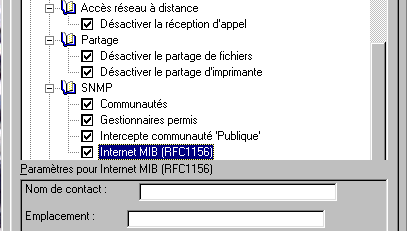 Accès réseau à distance
Désactiver la réception d'appel
Partage
Désactiver le partage de fichiers
Désactiver le partage d'imprimante
SNMP
Communautés
Gestionnaires permis
Intercepte communauté 'Publique'
Internet MIB (RFC1156)
Paramètres pour Internet MIB (RFC1156)
Nom de contact :
Emplacement :